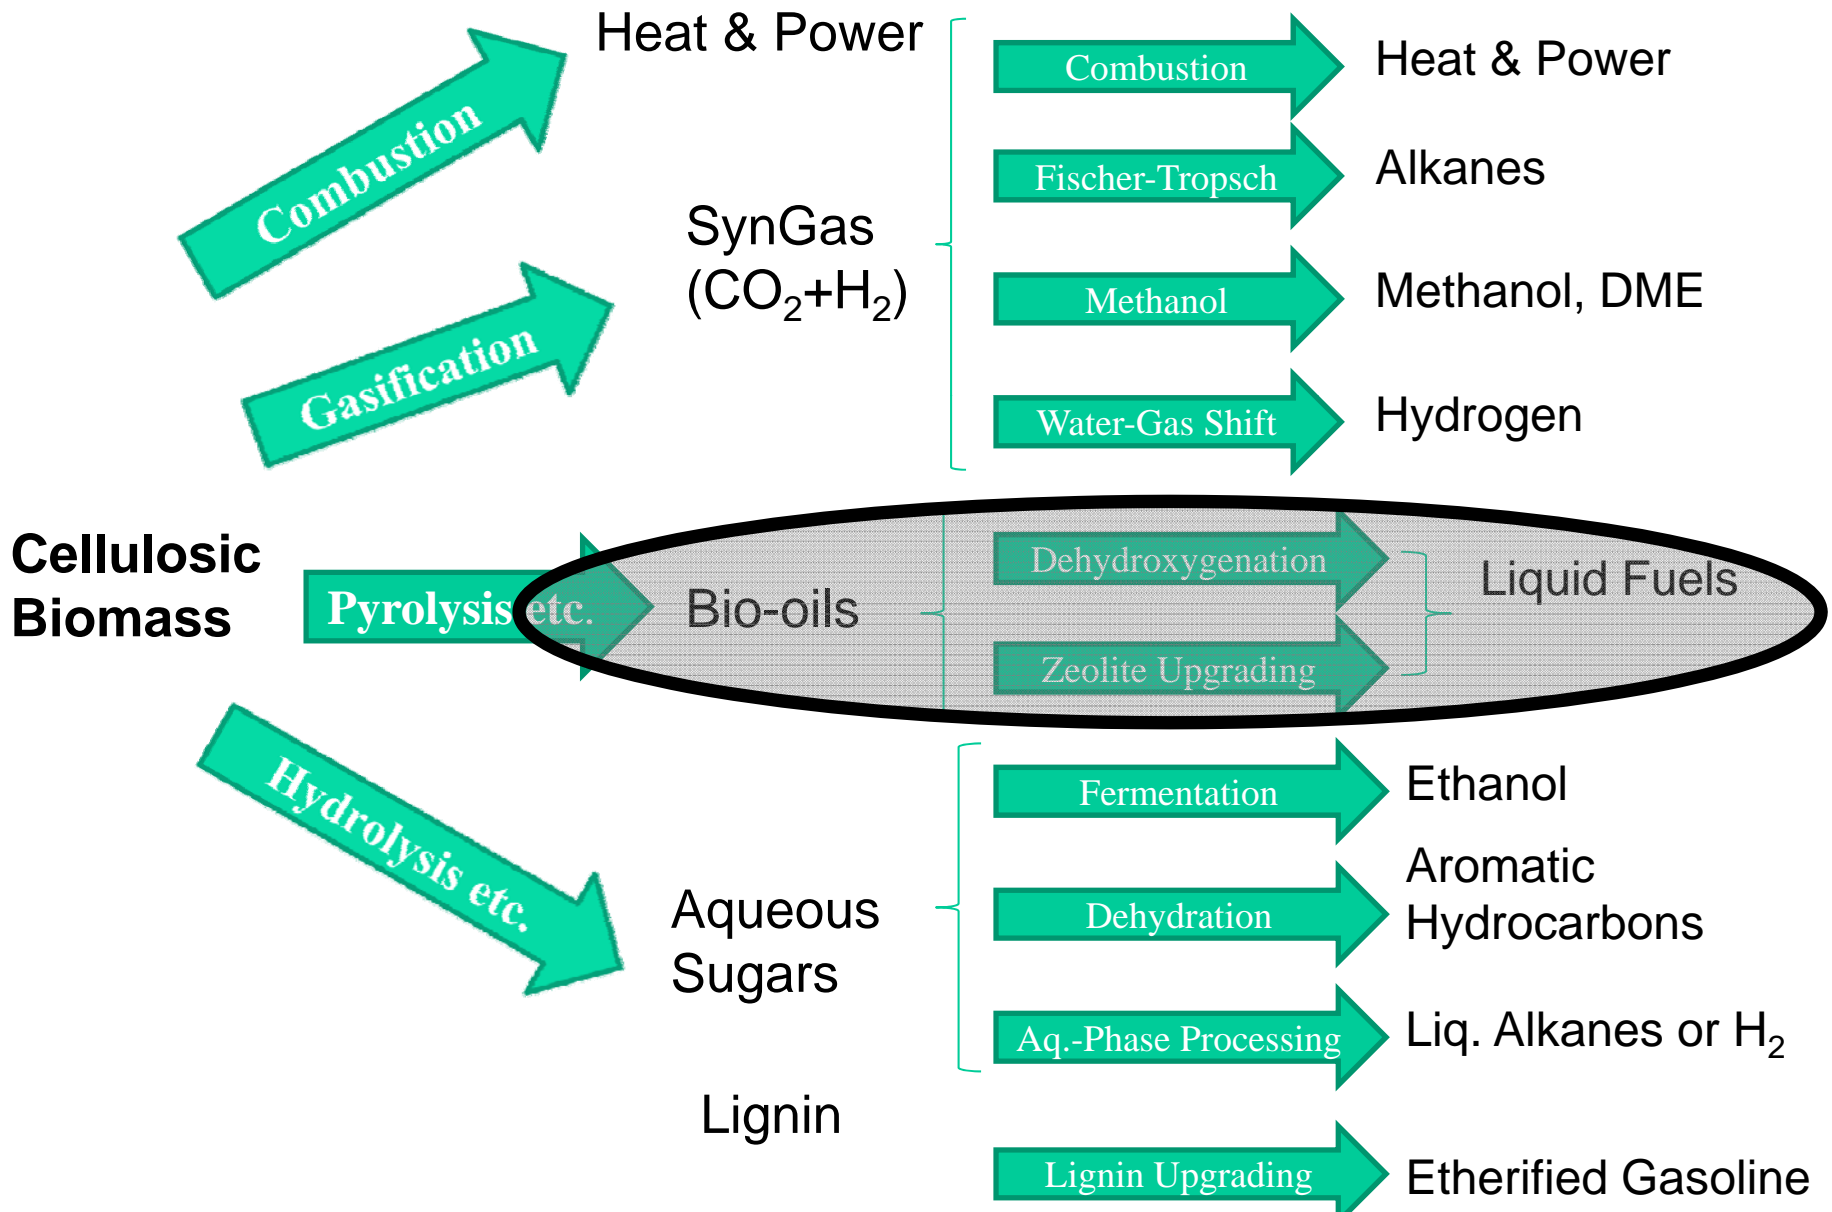 Heat & Power
Combustion
Combustion
Heat & Power
Fischer-Tropsch
Alkanes
Gasification
SynGas
(CO₂+H₂)
Methanol
Methanol, DME
Water-Gas Shift
Hydrogen
Cellulosic
Biomass
Pyrolysis etc.
Bio-oils
Dehydroxygenation
Zeolite Upgrading
Liquid Fuels
Hydrolysis etc.
Aqueous
Sugars
Fermentation
Ethanol
Dehydration
Aromatic
Hydrocarbons
Aq.-Phase Processing
Liq. Alkanes or H₂
Lignin
Lignin Upgrading
Etherified Gasoline